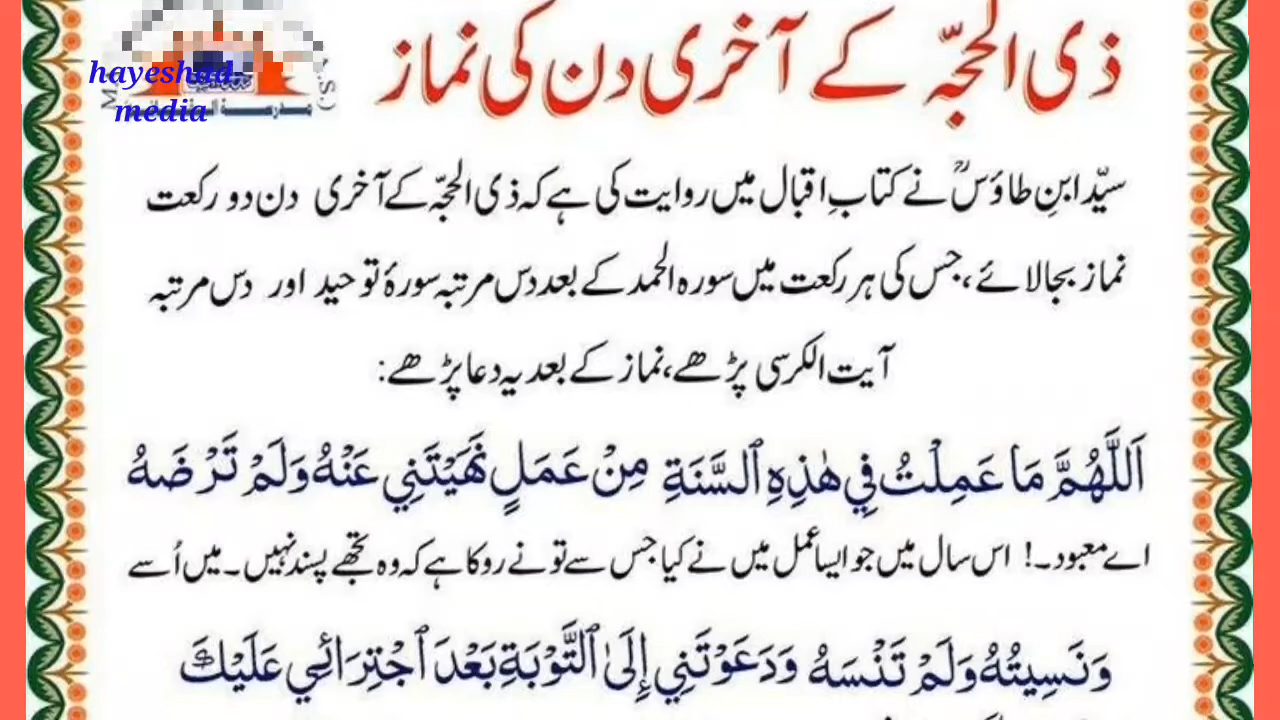 hayeshad
media
ذی الحجّہ کے آخری دن کی نماز
سیّد ابنِ طاؤسؒ نے کتابِ اقبال میں روایت کی ہے کہ ذی الحجّہ کے آخری دن دو رکعت
نماز بجالائے، جس کی ہر رکعت میں سورہ الحمد کے بعد دس مرتبہ سورۂ توحید اور دس مرتبہ
آیت الکرسی پڑھے، نماز کے بعد یہ دعا پڑھے:
اَللَّهُمَّ مَا عَمِلْتُ فِي هٰذِهِ ٱلسَّنَةِ مِنْ عَمَلٍ نَهَيْتَنِي عَنْهُ وَلَمْ تَرْضَهُ
اے معبود۔! اس سال میں جو ایسا عمل میں نے کیا جس سے تو نے روکا ہے کہ وہ تجھے پسند نہیں۔ میں اُسے
وَنَسِيتُهُ وَلَمْ تَنْسَهُ وَدَعَوْتَنِي إِلَىٰ ٱلتَّوْبَةِ بَعْدَ ٱجْتِرَائِي عَلَيْكَ